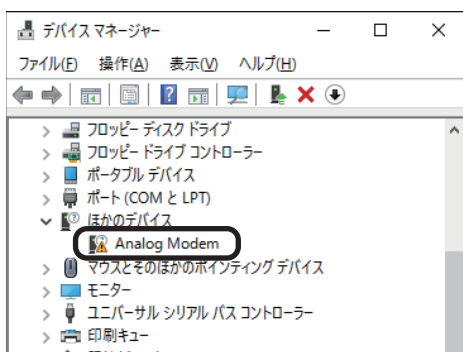 デバイス マネージャー
ファイル(F) 操作(A) 表示(V) ヘルプ(H)
フロッピー ディスク ドライブ
フロッピー ドライブ コントローラー
ポータブル デバイス
ポート (COM と LPT)
ほかのデバイス
Analog Modem
マウスとそのほかのポインティング デバイス
モニター
ユニバーサル シリアル バス コントローラー
印刷キュー